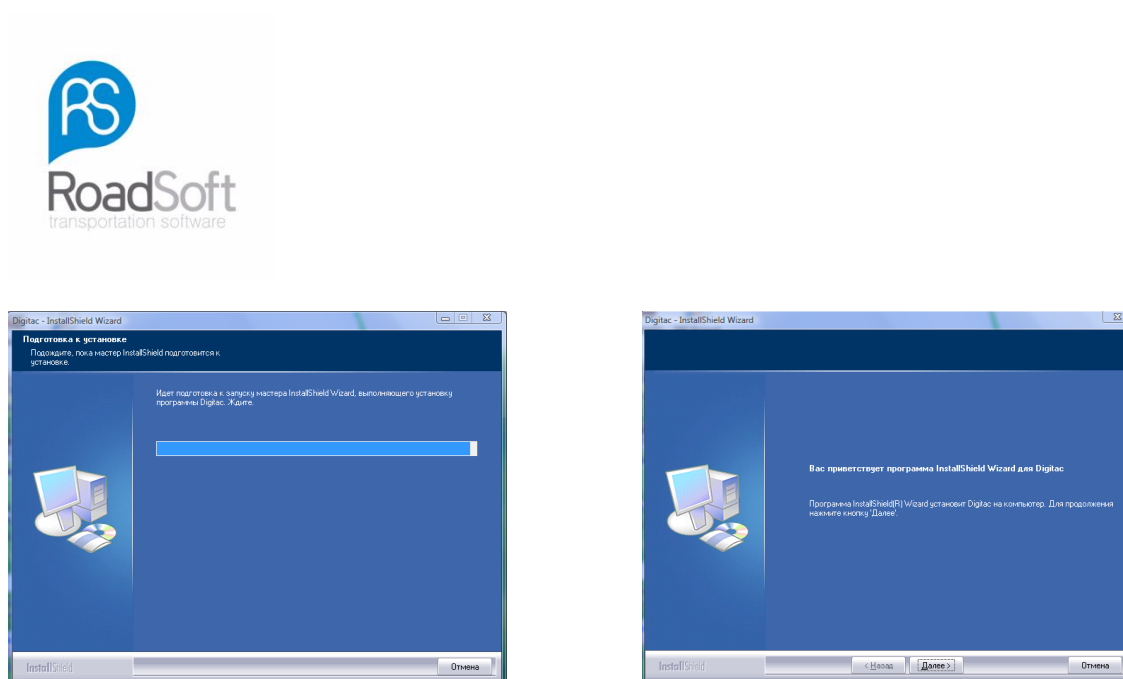 RS
RoadSoft
transportation software
Digitac - InstallShield Wizard
Подготовка к установке
Подождите, пока мастер InstallShield подготовится к
установке.
Идет подготовка к запуску мастера InstallShield Wizard, выполняющего установку
программы Digitac. Ждите.
InstallShield
Отмена
Digitac - InstallShield Wizard
Вас приветствует программа InstallShield Wizard для Digitac
Программа InstallShield(R) Wizard установит Digitac на компьютер. Для продолжения
нажмите кнопку 'Далее'.
InstallShield
< Назад Далее > Отмена